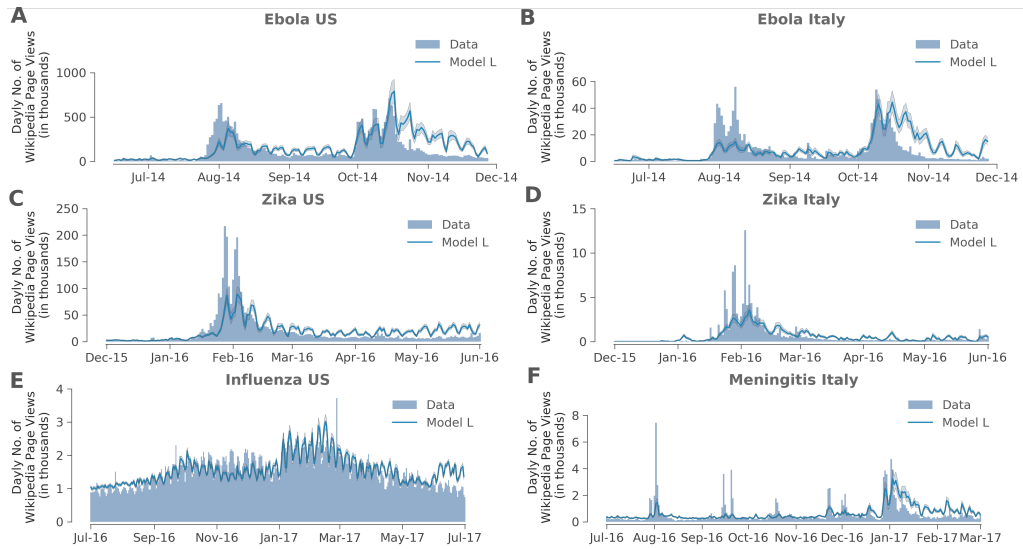 A
Ebola US
Dayly No. of
Wikipedia Page Views
(in thousands)
1000
500
0
Data
Model L
Jul-14 Aug-14 Sep-14 Oct-14 Nov-14 Dec-14
B
Ebola Italy
Dayly No. of
Wikipedia Page Views
(in thousands)
60
40
20
0
Data
Model L
Jul-14 Aug-14 Sep-14 Oct-14 Nov-14 Dec-14
C
Zika US
Dayly No. of
Wikipedia Page Views
(in thousands)
250
200
150
100
50
0
Data
Model L
Dec-15 Jan-16 Feb-16 Mar-16 Apr-16 May-16 Jun-16
D
Zika Italy
Dayly No. of
Wikipedia Page Views
(in thousands)
15
10
5
0
Data
Model L
Dec-15 Jan-16 Feb-16 Mar-16 Apr-16 May-16 Jun-16
E
Influenza US
Dayly No. of
Wikipedia Page Views
(in thousands)
4
3
2
1
0
Data
Model L
Jul-16 Sep-16 Nov-16 Jan-17 Mar-17 May-17 Jul-17
F
Meningitis Italy
Dayly No. of
Wikipedia Page Views
(in thousands)
8
6
4
2
0
Data
Model L
Jul-16 Aug-16 Sep-16 Oct-16 Nov-16 Dec-16 Jan-17 Feb-17 Mar-17